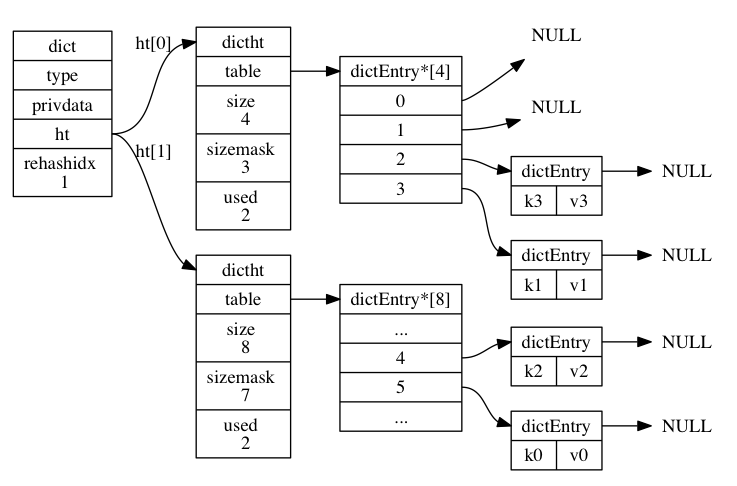 dict
type
privdata
ht
rehashidx
1
ht[0]
ht[1]
dictht
table
size
4
sizemask
3
used
2
dictEntry*[4]
0
1
2
3
NULL
NULL
dictEntry
k3 v3
NULL
dictEntry
k1 v1
NULL
dictht
table
size
8
sizemask
7
used
2
dictEntry*[8]
...
4
5
...
dictEntry
k2 v2
NULL
dictEntry
k0 v0
NULL